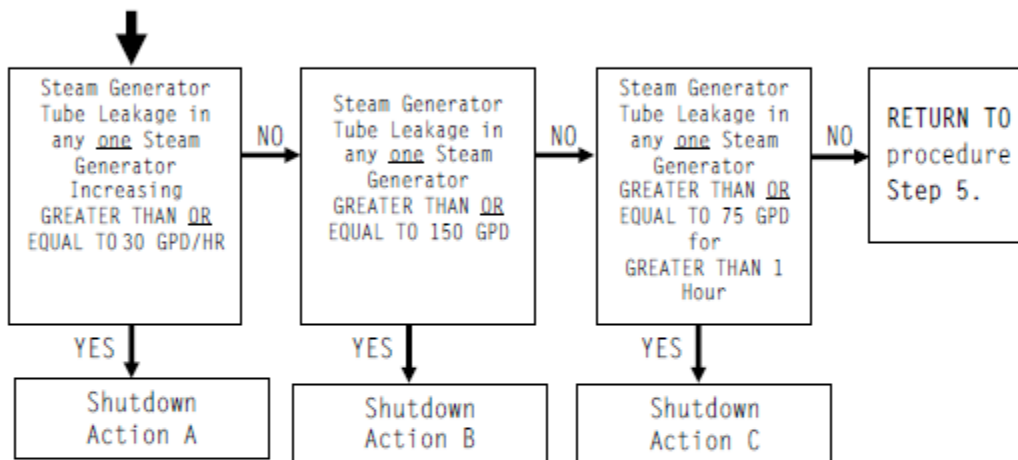 Steam Generator
Tube Leakage in
any one Steam
Generator
Increasing
GREATER THAN OR
EQUAL TO 30 GPD/HR
NO
Steam Generator
Tube Leakage in
any one Steam
Generator
GREATER THAN OR
EQUAL TO 150 GPD
NO
Steam Generator
Tube Leakage in
any one Steam
Generator
GREATER THAN OR
EQUAL TO 75 GPD
for
GREATER THAN 1
Hour
NO
RETURN TO
procedure
Step 5.
YES
YES
YES
Shutdown
Action A
Shutdown
Action B
Shutdown
Action C